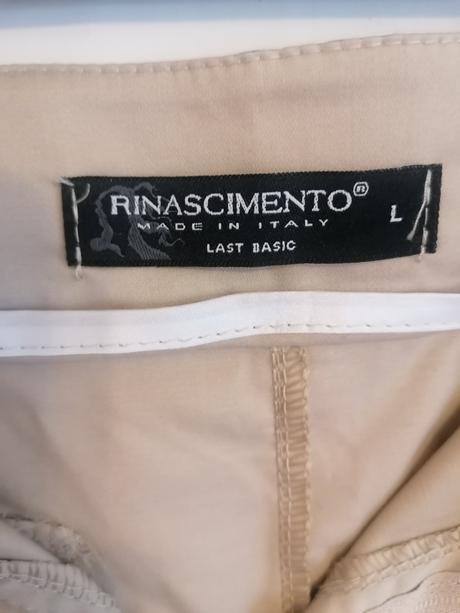 RINASCIMENTO®
L
MADE IN ITALY
LAST BASIC